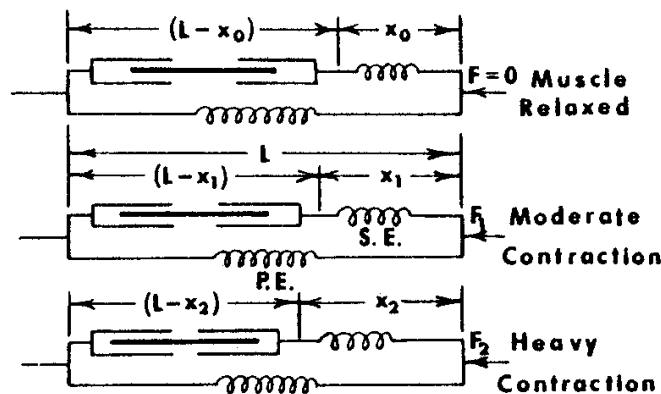 (L-x₀) x₀
F=0 Muscle
Relaxed
L
(L-x₁) x₁
F₁ Moderate
S.E.
Contraction
P.E.
(L-x₂) x₂
F₂ Heavy
Contraction